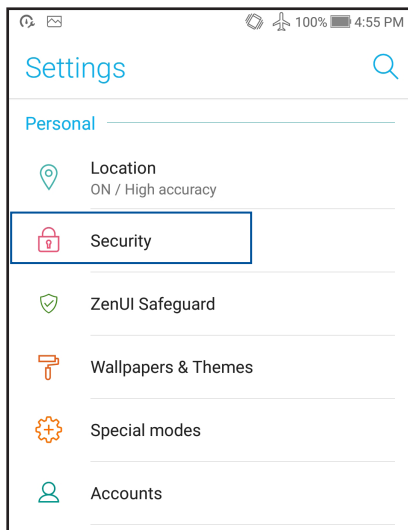 100% 4:55 PM
Settings
Personal
Location
ON / High accuracy
Security
ZenUI Safeguard
Wallpapers & Themes
Special modes
Accounts